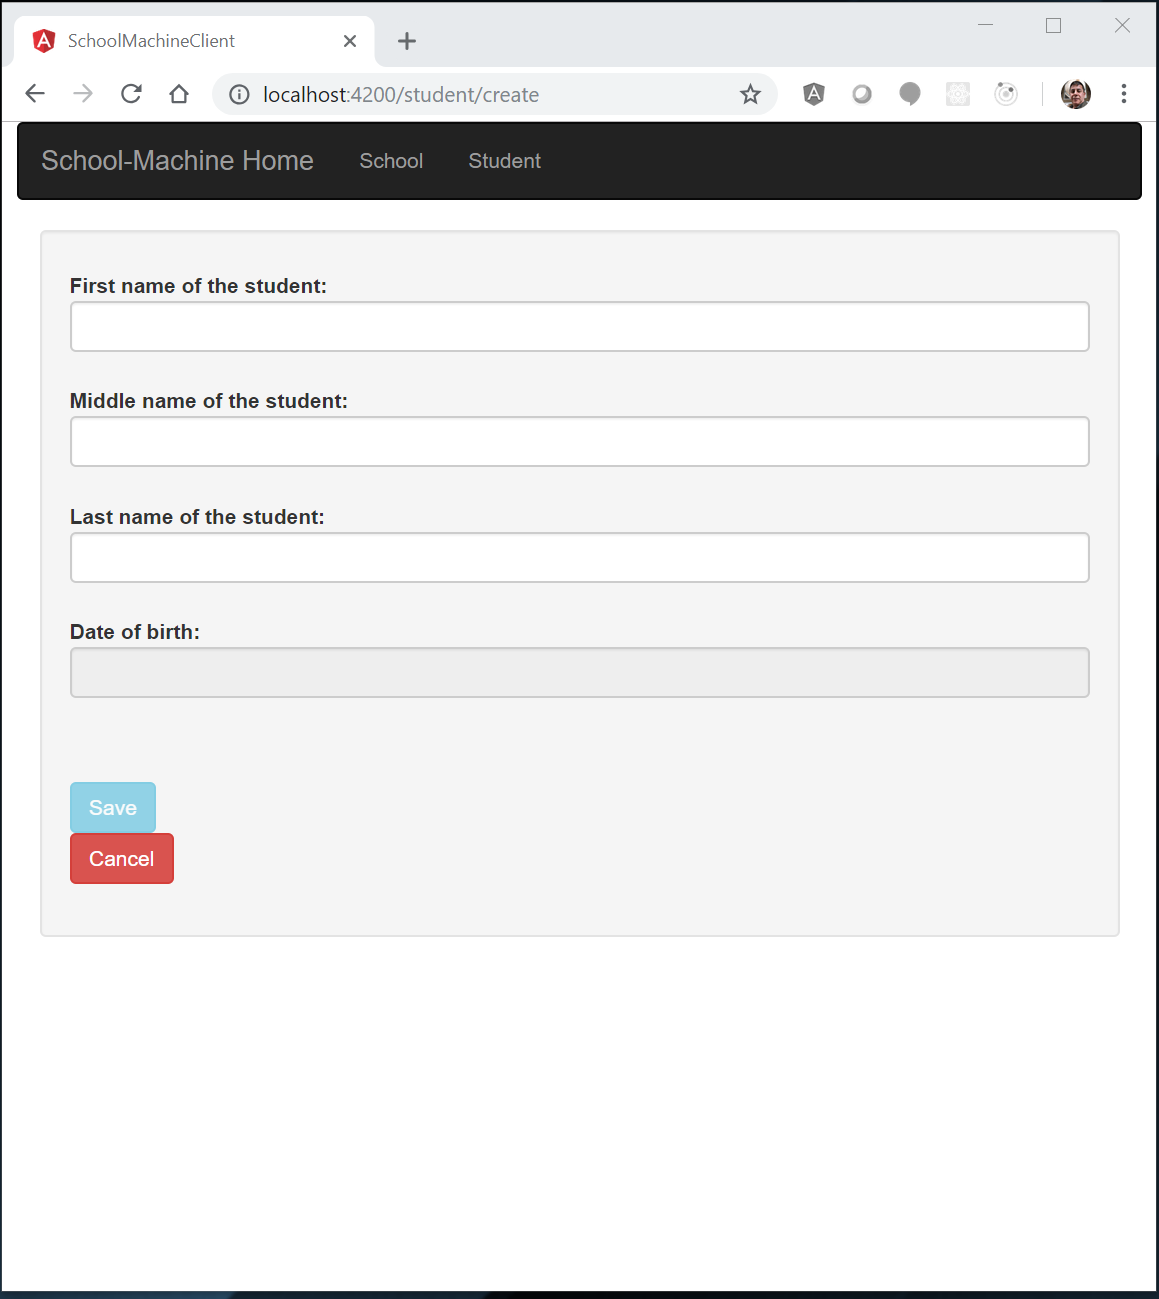 SchoolMachineClient
localhost:4200/student/create
School-Machine Home School Student
First name of the student:
Middle name of the student:
Last name of the student:
Date of birth:
Save
Cancel